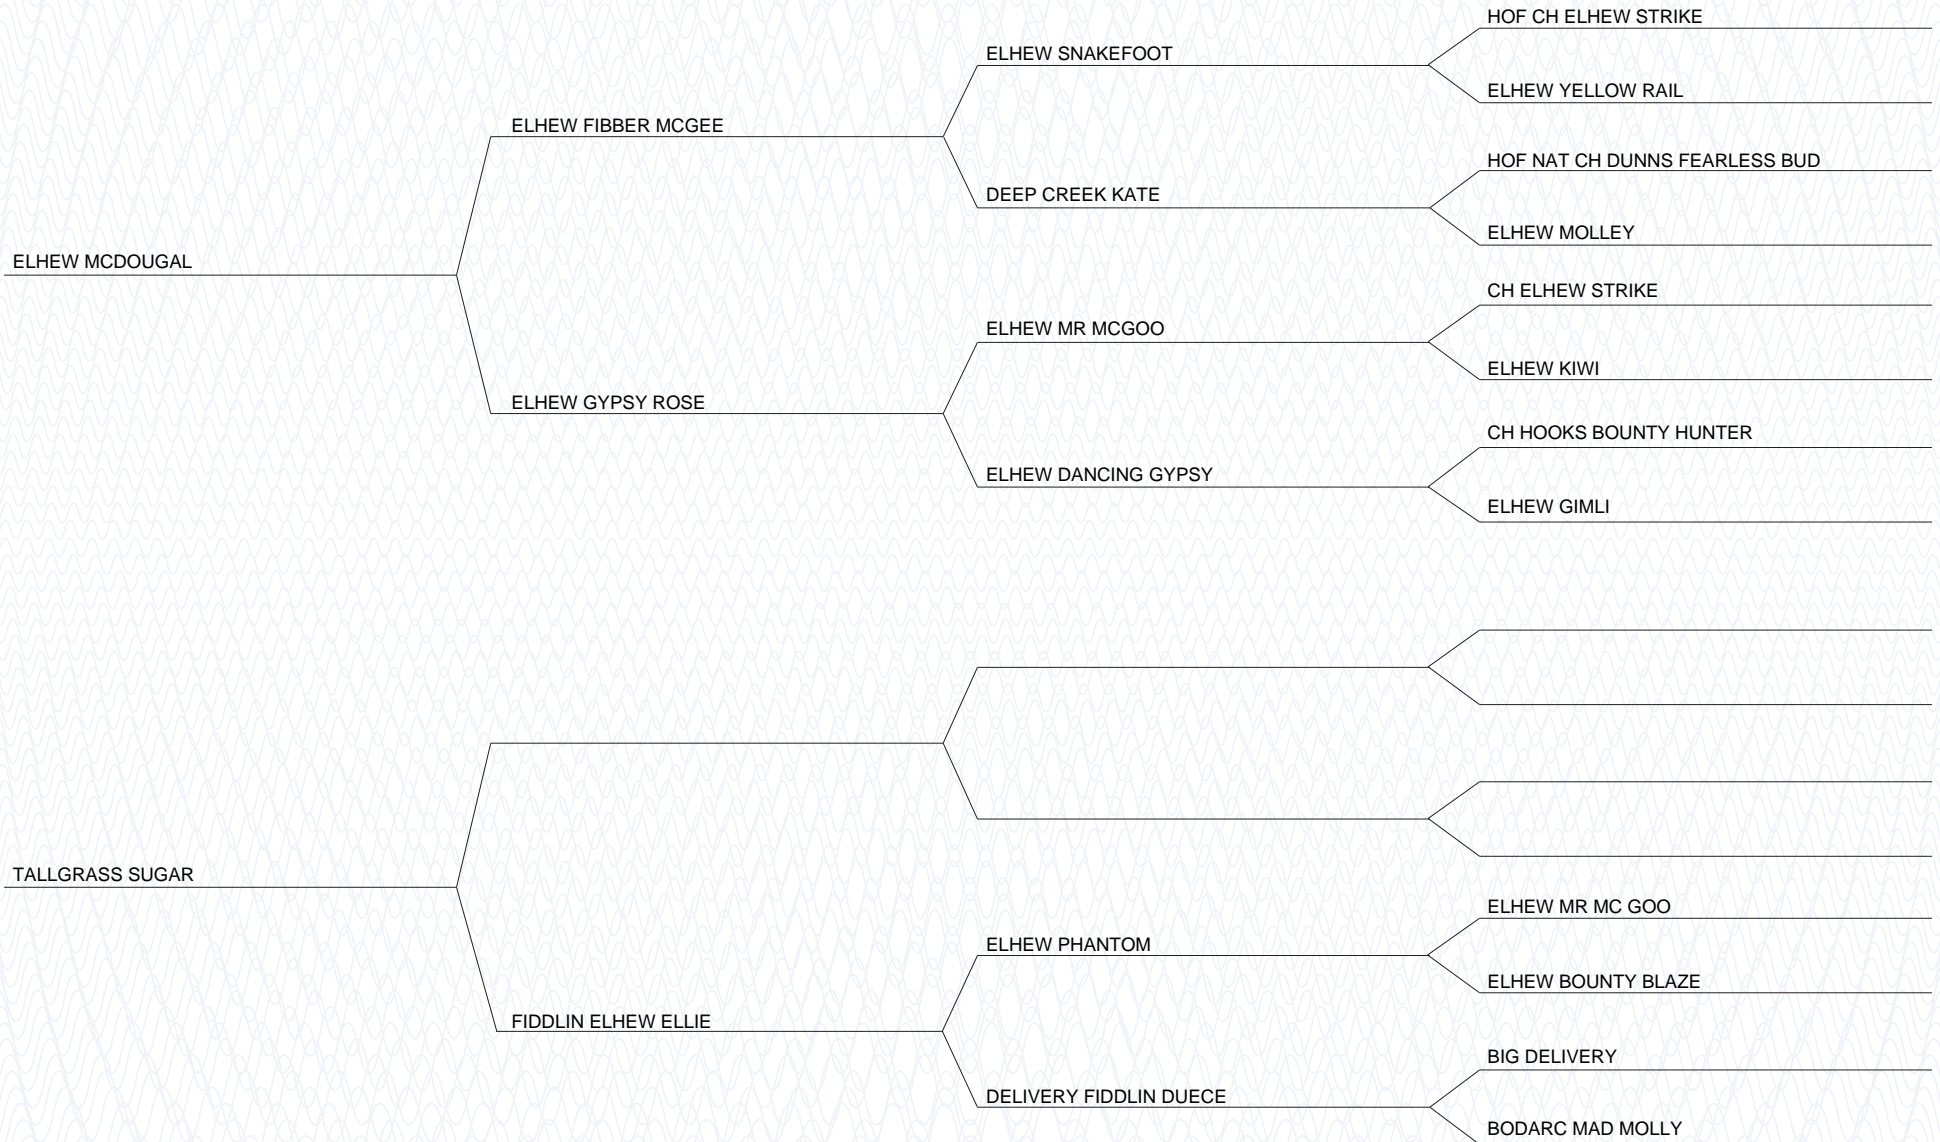 HOF CH ELHEW STRIKE
ELHEW SNAKEFOOT
ELHEW YELLOW RAIL
ELHEW FIBBER MCGEE
HOF NAT CH DUNNS FEARLESS BUD
DEEP CREEK KATE
ELHEW MOLLEY
ELHEW MCDOUGAL
CH ELHEW STRIKE
ELHEW MR MCGOO
ELHEW KIWI
ELHEW GYPSY ROSE
CH HOOKS BOUNTY HUNTER
ELHEW DANCING GYPSY
ELHEW GIMLI
TALLGRASS SUGAR
ELHEW MR MC GOO
ELHEW PHANTOM
ELHEW BOUNTY BLAZE
FIDDLIN ELHEW ELLIE
BIG DELIVERY
DELIVERY FIDDLIN DUECE
BODARC MAD MOLLY